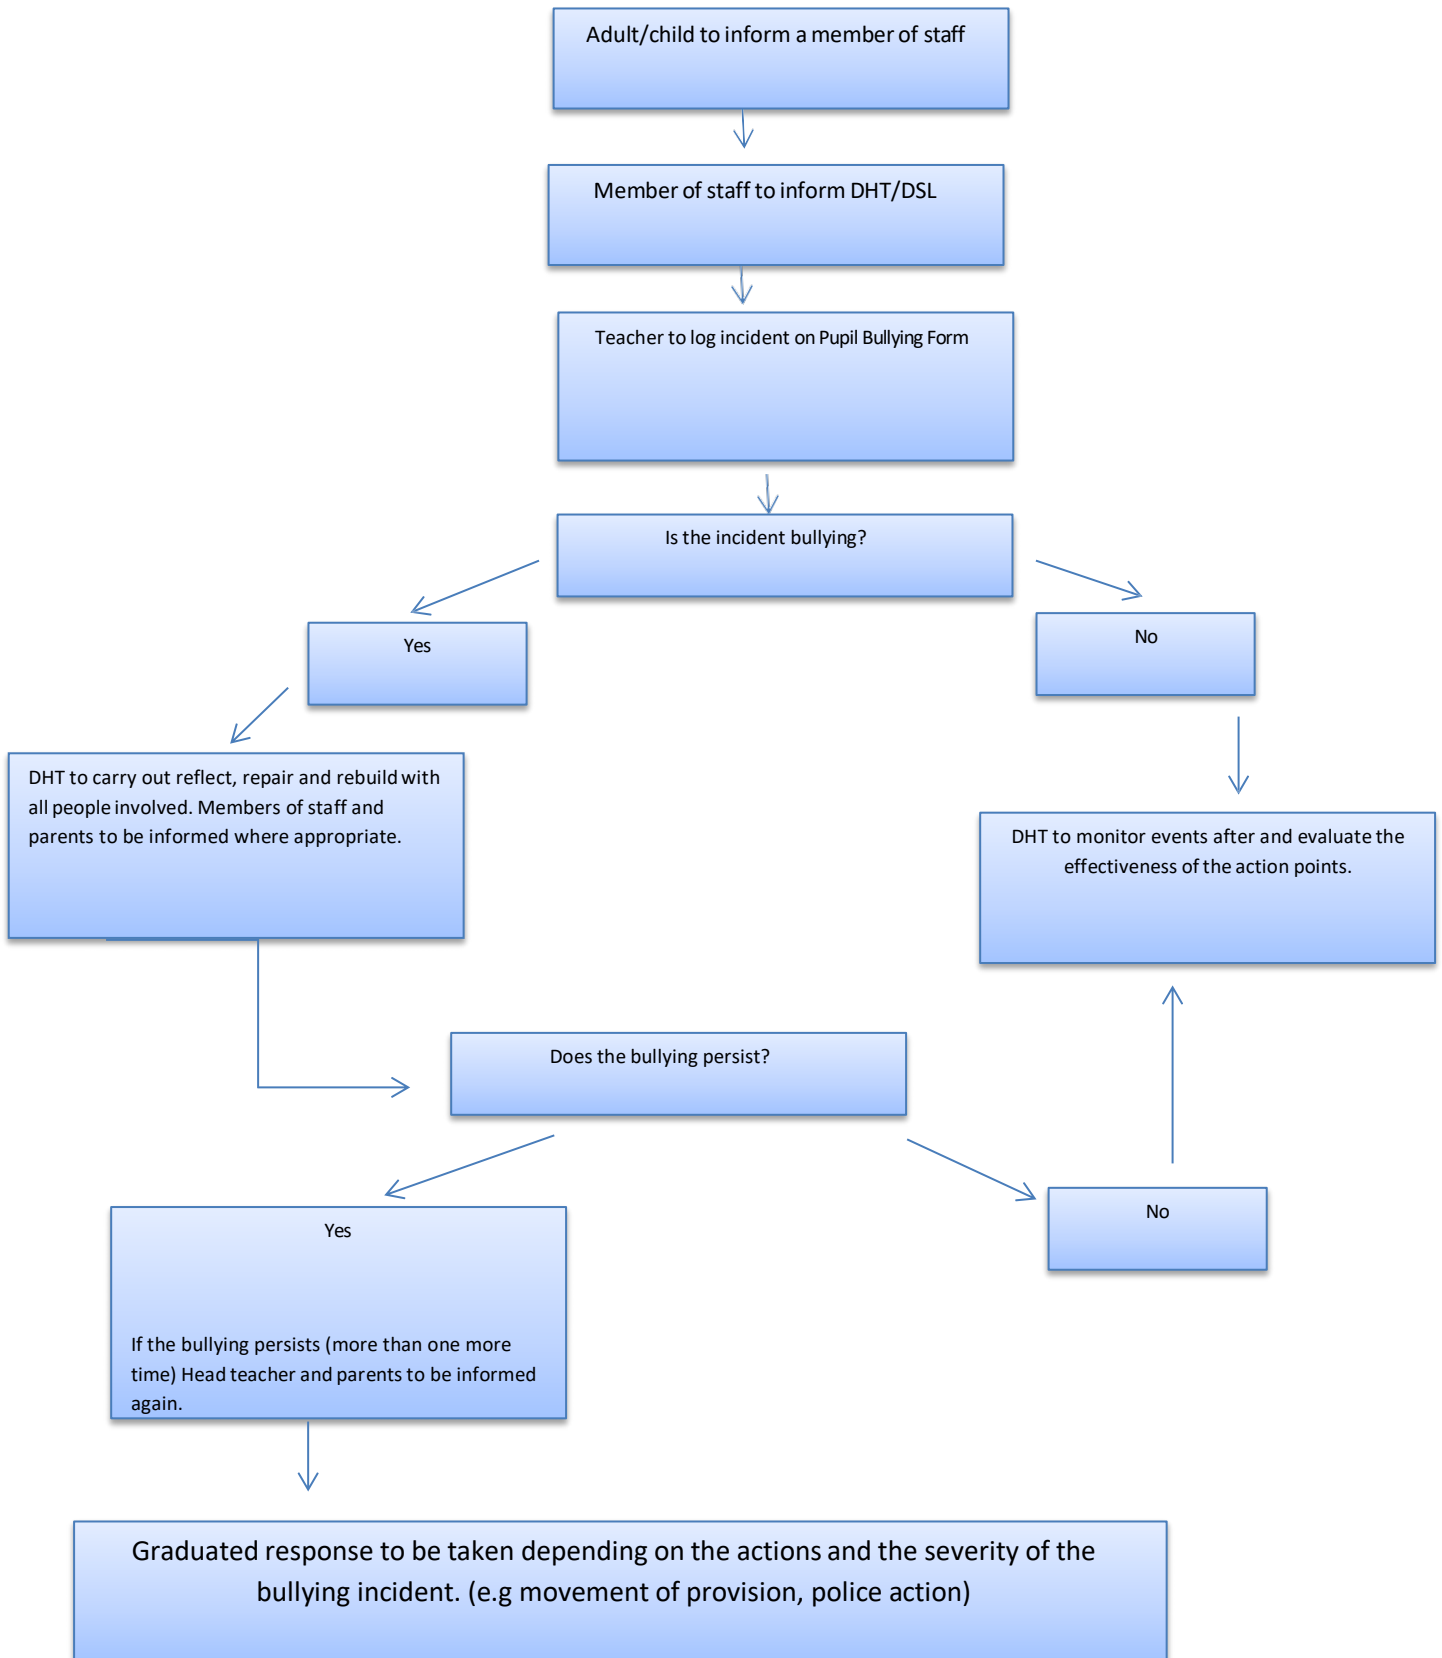 Adult/child to inform a member of staff
Member of staff to inform DHT/DSL
Teacher to log incident on Pupil Bullying Form
Is the incident bullying?
Yes
No
DHT to carry out reflect, repair and rebuild with
all people involved. Members of staff and
parents to be informed where appropriate.
DHT to monitor events after and evaluate the
effectiveness of the action points.
Does the bullying persist?
Yes
If the bullying persists (more than one more
time) Head teacher and parents to be informed
again.
No
Graduated response to be taken depending on the actions and the severity of the
bullying incident. (e.g movement of provision, police action)